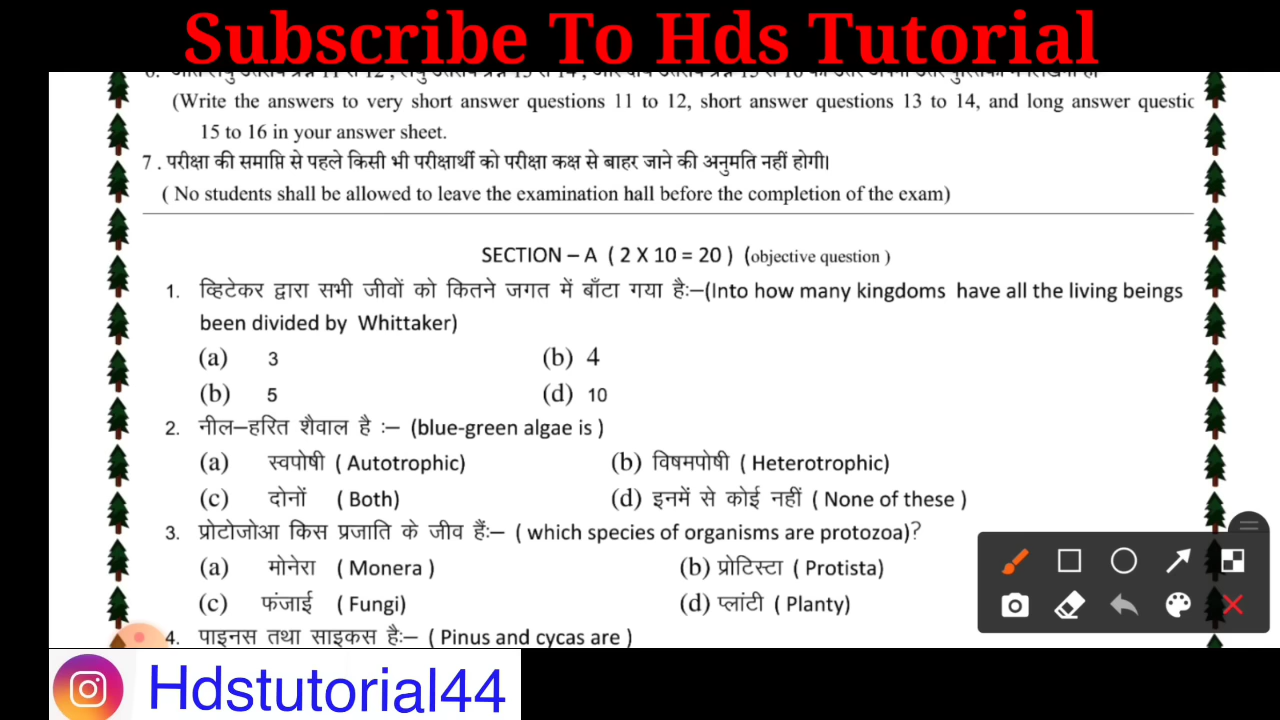 Subscribe To Hds Tutorial
(Write the answers to very short answer questions 11 to 12, short answer questions 13 to 14, and long answer questic
15 to 16 in your answer sheet.
7 . परीक्षा की समाप्ति से पहले किसी भी परीक्षार्थी को परीक्षा कक्ष से बाहर जाने की अनुमति नहीं होगी।
( No students shall be allowed to leave the examination hall before the completion of the exam)
SECTION – A ( 2 X 10 = 20 ) (objective question )
1. व्हिटेकर द्वारा सभी जीवों को कितने जगत में बाँटा गया है:–(Into how many kingdoms have all the living beings
been divided by Whittaker)
(a) 3 (b) 4
(b) 5 (d) 10
2. नील–हरित शैवाल है :– (blue-green algae is )
(a) स्वपोषी ( Autotrophic) (b) विषमपोषी ( Heterotrophic)
(c) दोनों ( Both) (d) इनमें से कोई नहीं ( None of these )
3. प्रोटोजोआ किस प्रजाति के जीव हैं:– ( which species of organisms are protozoa)?
(a) मोनेरा ( Monera ) (b) प्रोटिस्टा ( Protista)
(c) फंजाई ( Fungi) (d) प्लांटी ( Planty)
4. पाइनस तथा साइकस है:– ( Pinus and cycas are )
Hdstutorial44